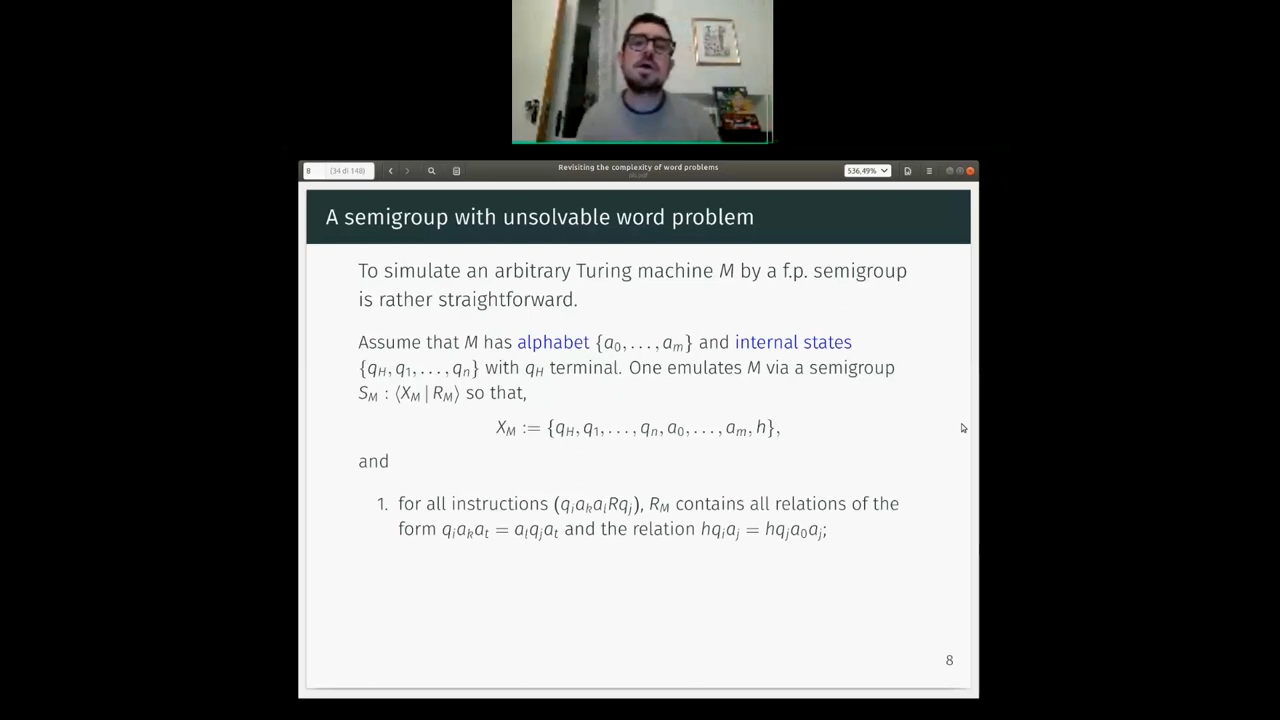 8 (34 di 148)
Revisiting the complexity of word problems
536,49%
A semigroup with unsolvable word problem
To simulate an arbitrary Turing machine M by a f.p. semigroup
is rather straightforward.
Assume that M has alphabet {a₀, . . . , aₘ} and internal states
{q_H, q₁, . . . , qₙ} with q_H terminal. One emulates M via a semigroup
S_M : ⟨X_M | R_M⟩ so that,
X_M := {q_H, q₁, . . . , qₙ, a₀, . . . , aₘ, h},
and
1. for all instructions (qᵢaₖaₗRqⱼ), R_M contains all relations of the
form qᵢaₖaₜ = aₗqⱼaₜ and the relation hqᵢaⱼ = hqⱼa₀aⱼ;
8